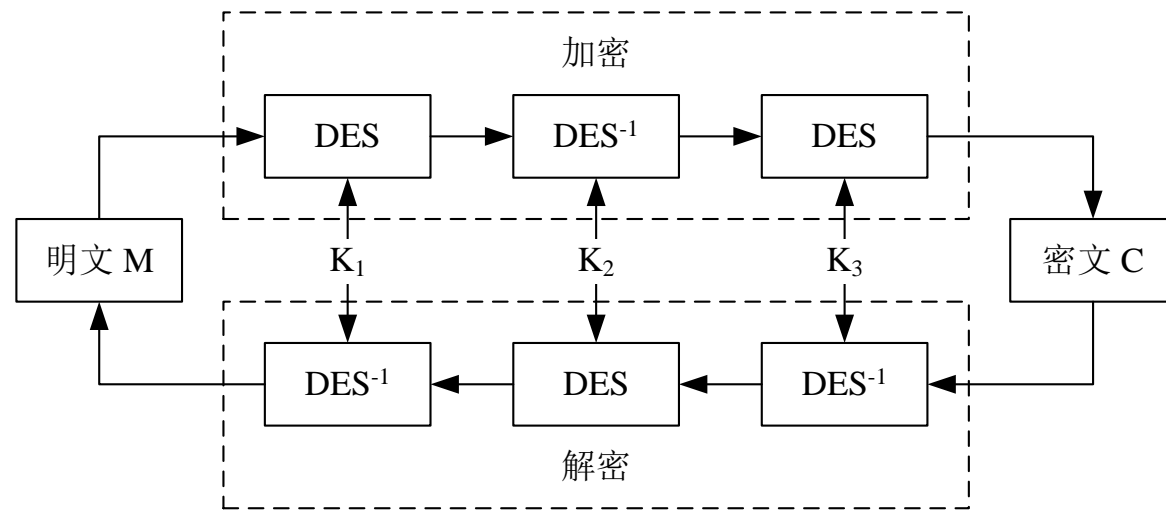 加密
DES DES⁻¹ DES
明文 M K₁ K₂ K₃ 密文 C
DES⁻¹ DES DES⁻¹
解密